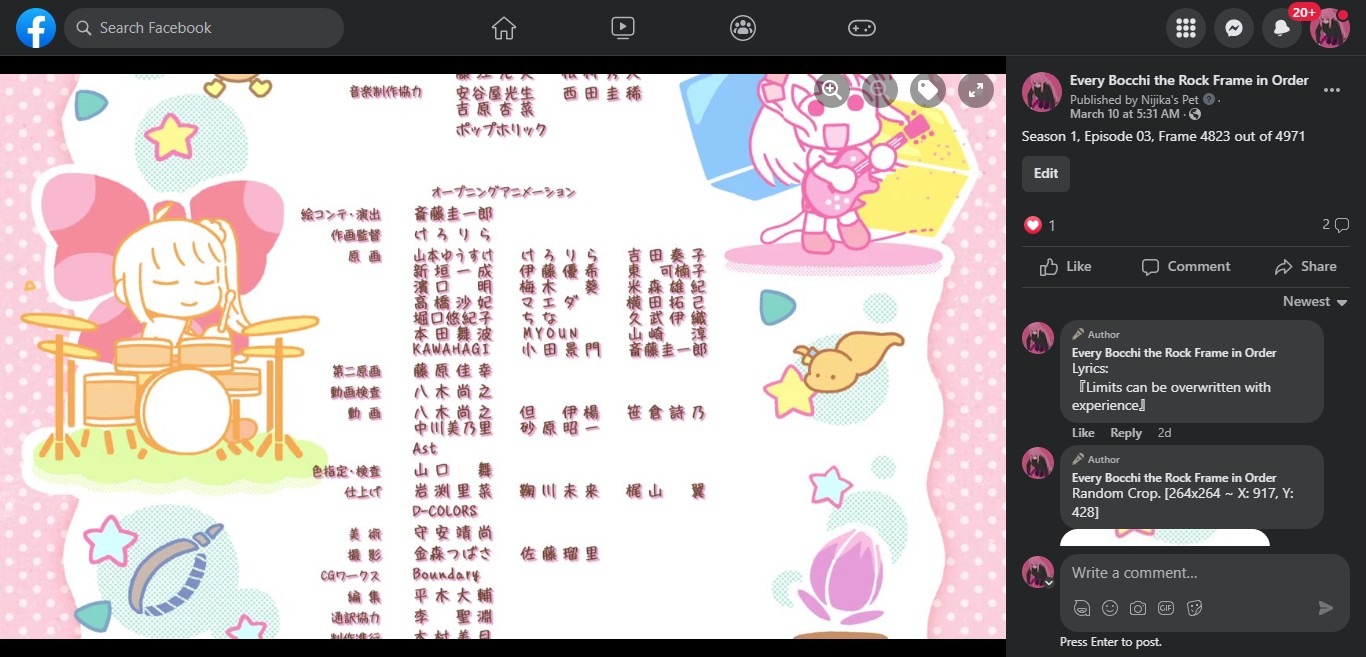 Search Facebook
20+
音楽制作協力 安谷屋光生 西田圭稀
吉原杏菜
ポップホリック
オープニングアニメーション
絵コンテ・演出 斎藤圭一郎
作画監督 けろりら
原画 山本ゆうすけ けろりら 吉田奏子
新垣一成 伊藤優希 東 可楠子
濱口 明 梅木 葵 米森雄紀
高橋沙妃 マエダ 横田拓己
堀口悠紀子 ちな 久武伊織
本田舞波 MYOUN 山崎 淳
KAWAHAGI 小田景門 斎藤圭一郎
第二原画 藤原佳幸
動画検査 八木尚之
動画 八木尚之 但 伊楊 笹倉詩乃
中川美乃里 砂原昭一
Ast
色指定・検査 山口 舞
仕上げ 岩渕里菜 鞠川未来 梶山 翼
D-COLORS
美術 守安靖尚
撮影 金森つばさ 佐藤瑠里
CGワークス Boundary
編集 平木大輔
通訳協力 李 聖淵
Every Bocchi the Rock Frame in Order
Published by Nijika's Pet ·
March 10 at 5:31 AM ·
Season 1, Episode 03, Frame 4823 out of 4971
Edit
1
2
Like Comment Share
Newest
Author
Every Bocchi the Rock Frame in Order
Lyrics:
『Limits can be overwritten with
experience』
Like Reply 2d
Author
Every Bocchi the Rock Frame in Order
Random Crop. [264x264 ~ X: 917, Y:
428]
Write a comment...
GIF
Press Enter to post.